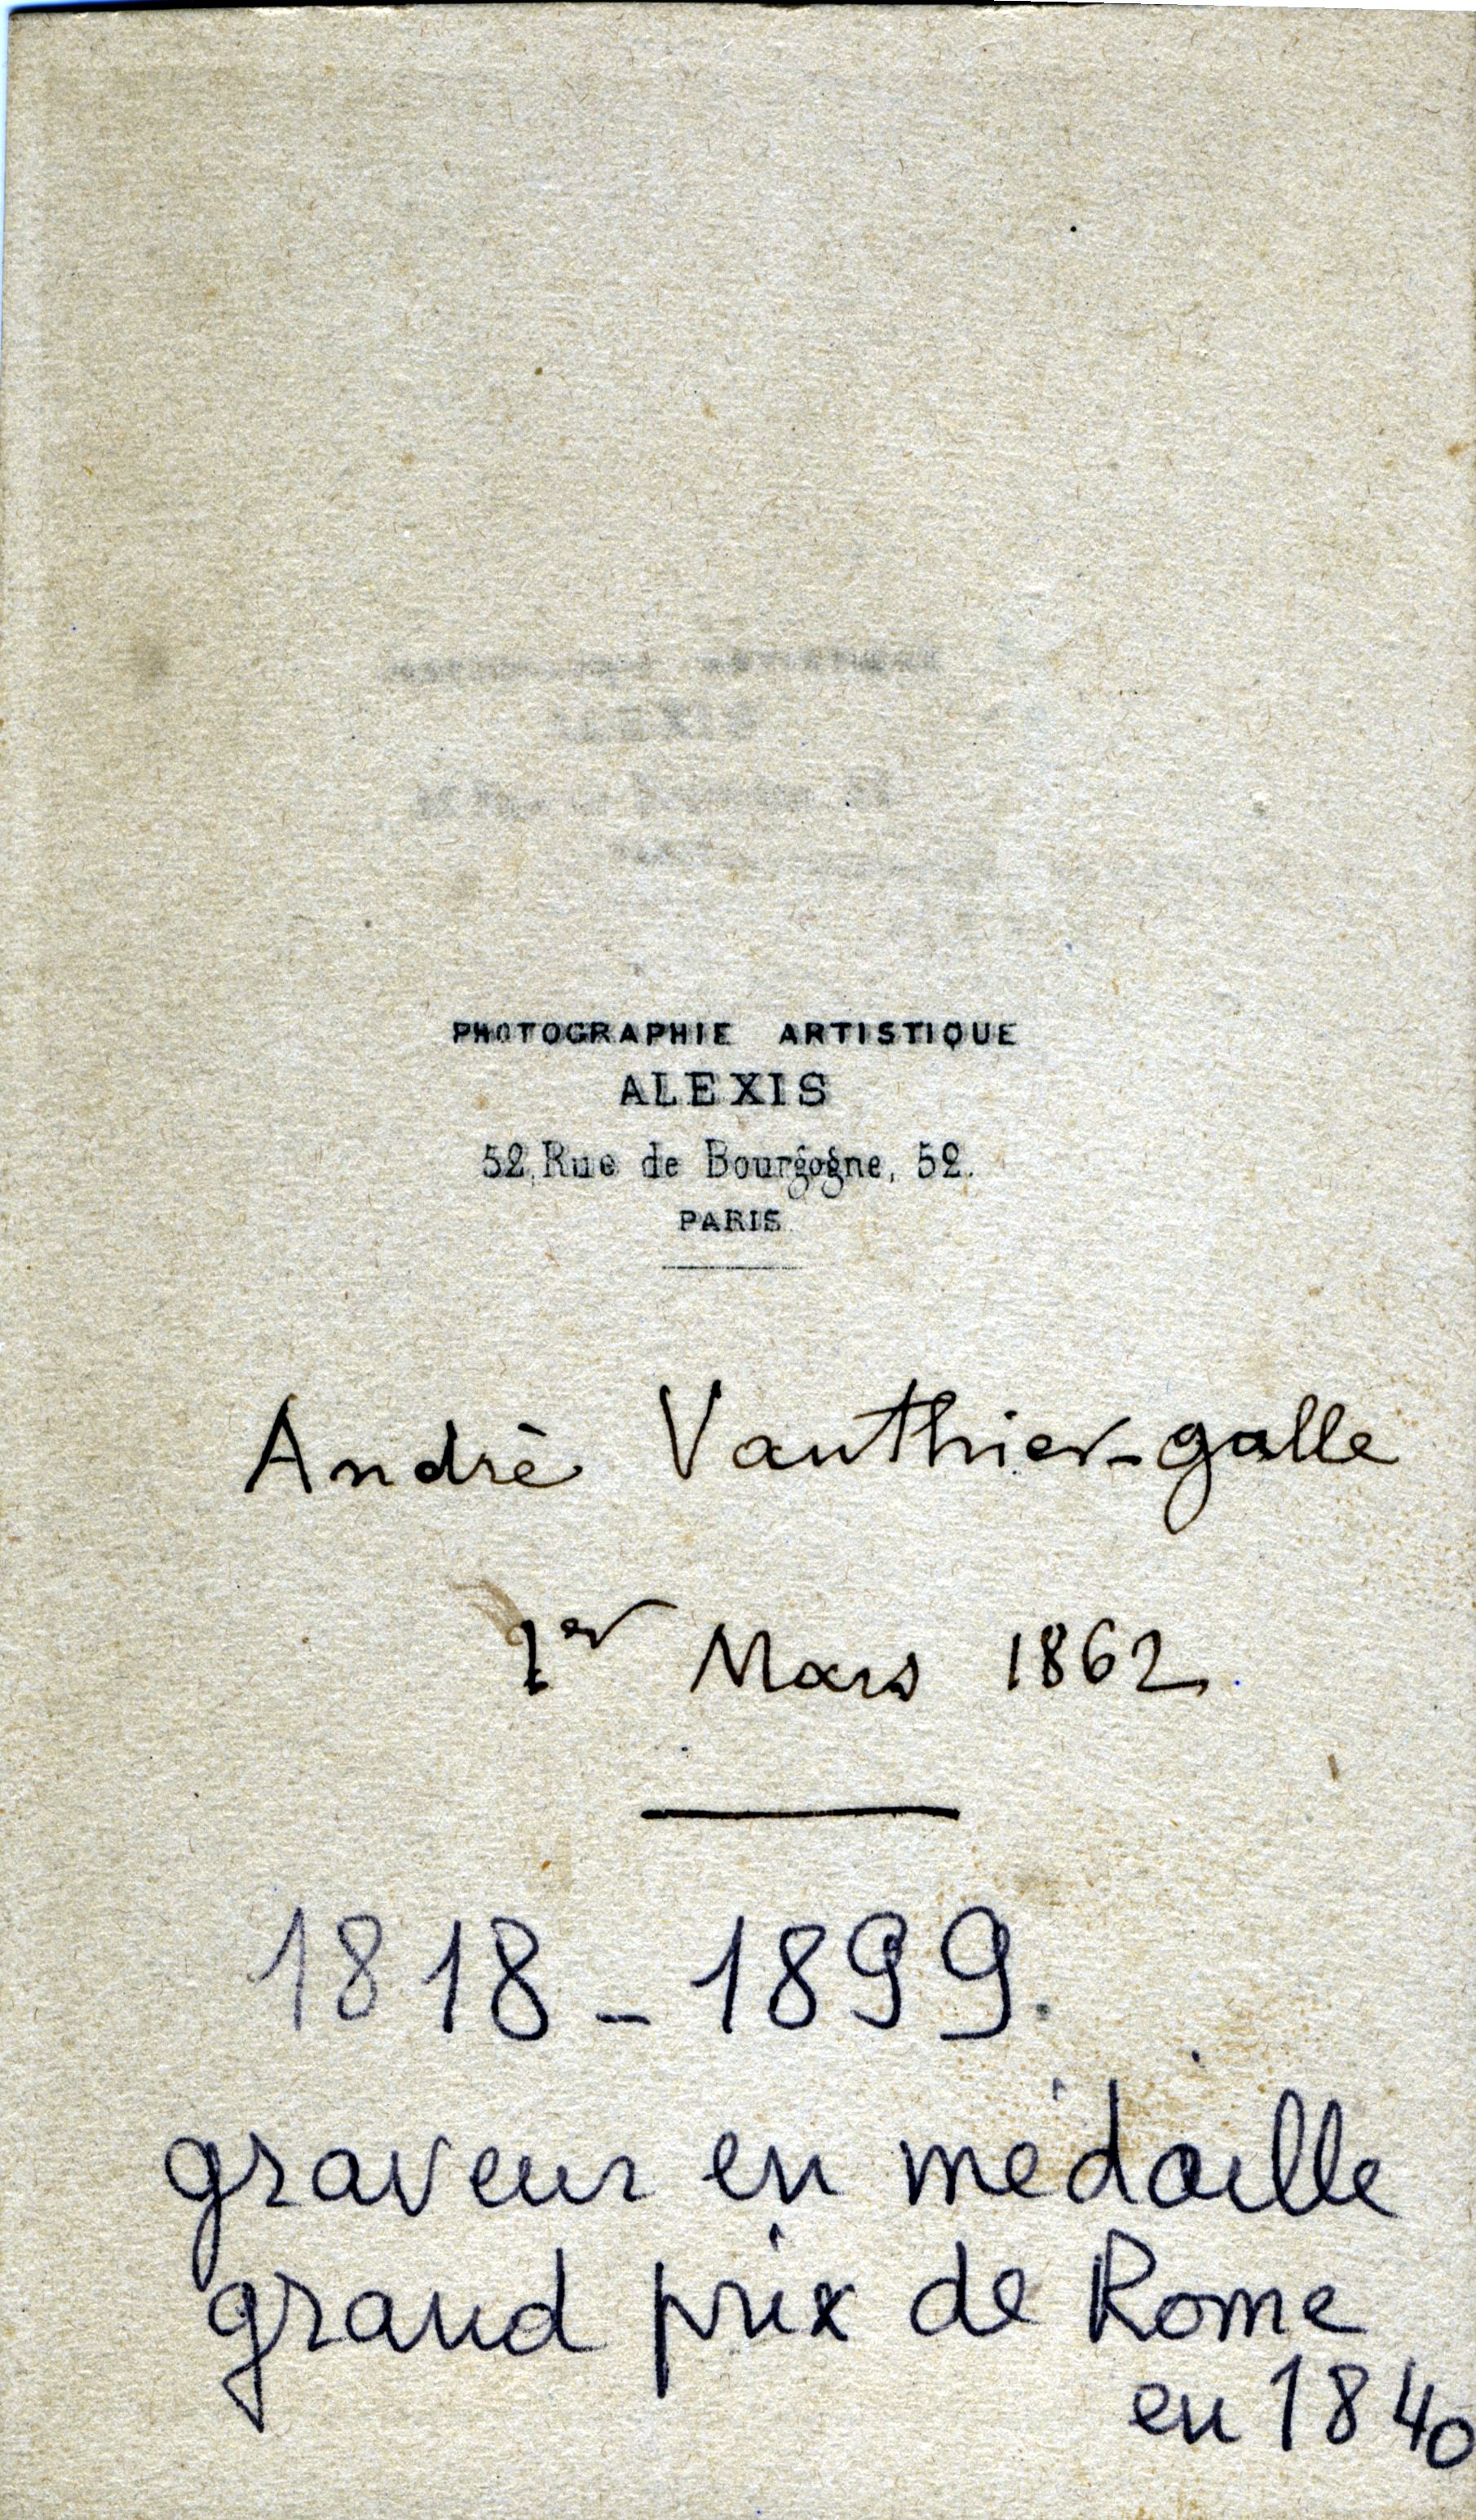 PHOTOGRAPHIE ARTISTIQUE
ALEXIS
52, Rue de Bourgogne, 52.
PARIS
Andrè Vauthier-galle
1er Mars 1862.
1818 - 1899.
graveur en médaille
grand prix de Rome
en 1840